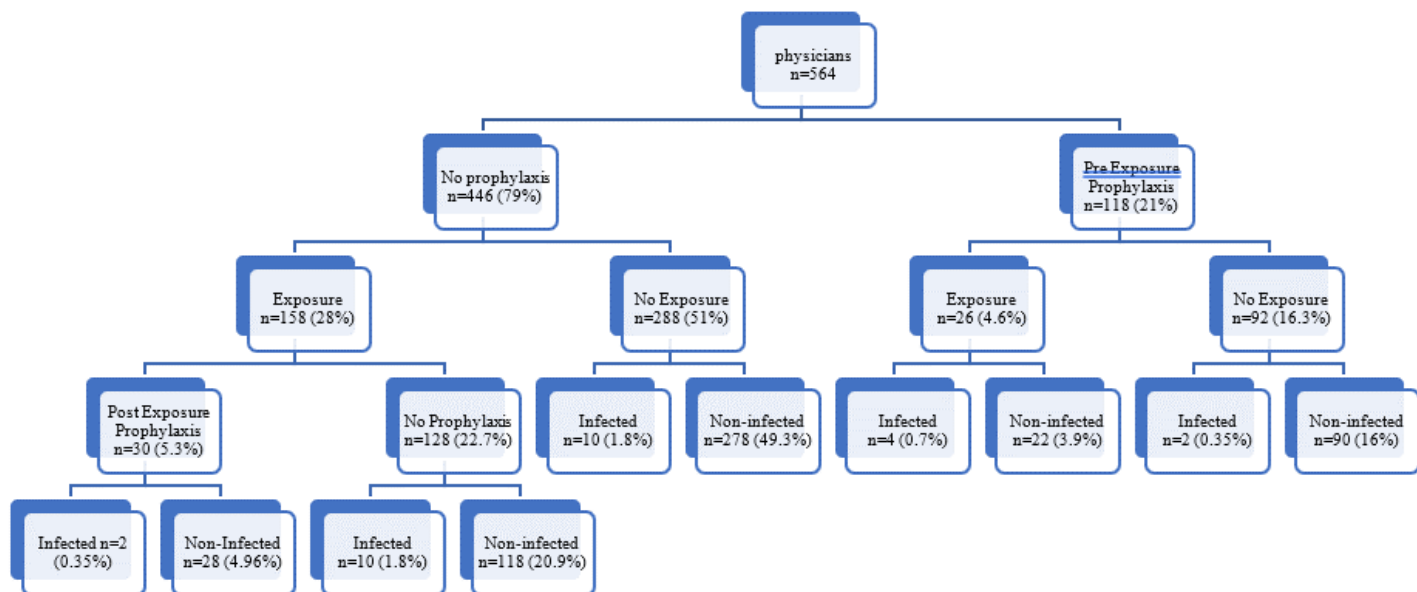 physicians
n=564
No prophylaxis
n=446 (79%)
Pre Exposure
Prophylaxis
n=118 (21%)
Exposure
n=158 (28%)
No Exposure
n=288 (51%)
Exposure
n=26 (4.6%)
No Exposure
n=92 (16.3%)
Post Exposure
Prophylaxis
n=30 (5.3%)
No Prophylaxis
n=128 (22.7%)
Infected
n=10 (1.8%)
Non-infected
n=278 (49.3%)
Infected
n=4 (0.7%)
Non-infected
n=22 (3.9%)
Infected
n=2 (0.35%)
Non-infected
n=90 (16%)
Infected n=2
(0.35%)
Non-Infected
n=28 (4.96%)
Infected
n=10 (1.8%)
Non-infected
n=118 (20.9%)